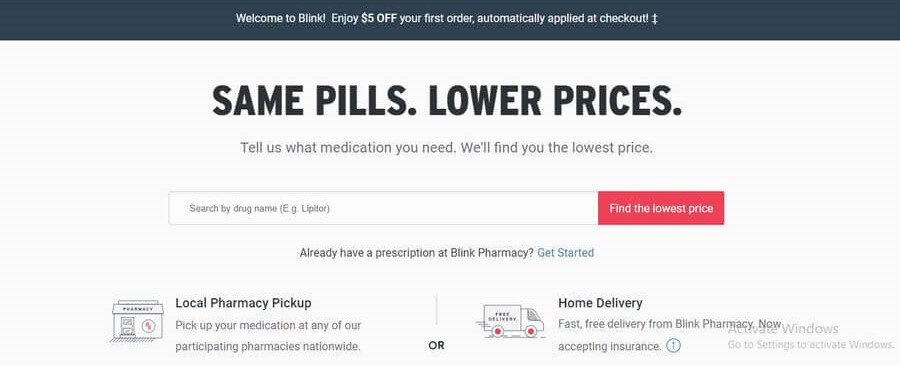 Welcome to Blink! Enjoy $5 OFF your first order, automatically applied at checkout! ‡
SAME PILLS. LOWER PRICES.
Tell us what medication you need. We'll find you the lowest price.
Search by drug name (E.g. Lipitor)
Find the lowest price
Already have a prescription at Blink Pharmacy? Get Started
PHARMACY
Local Pharmacy Pickup
Pick up your medication at any of our
participating pharmacies nationwide.
OR
FREE
DELIVERY
Home Delivery
Fast, free delivery from Blink Pharmacy, Now
accepting insurance.
Activate Windows
Go to Settings to activate Windows.